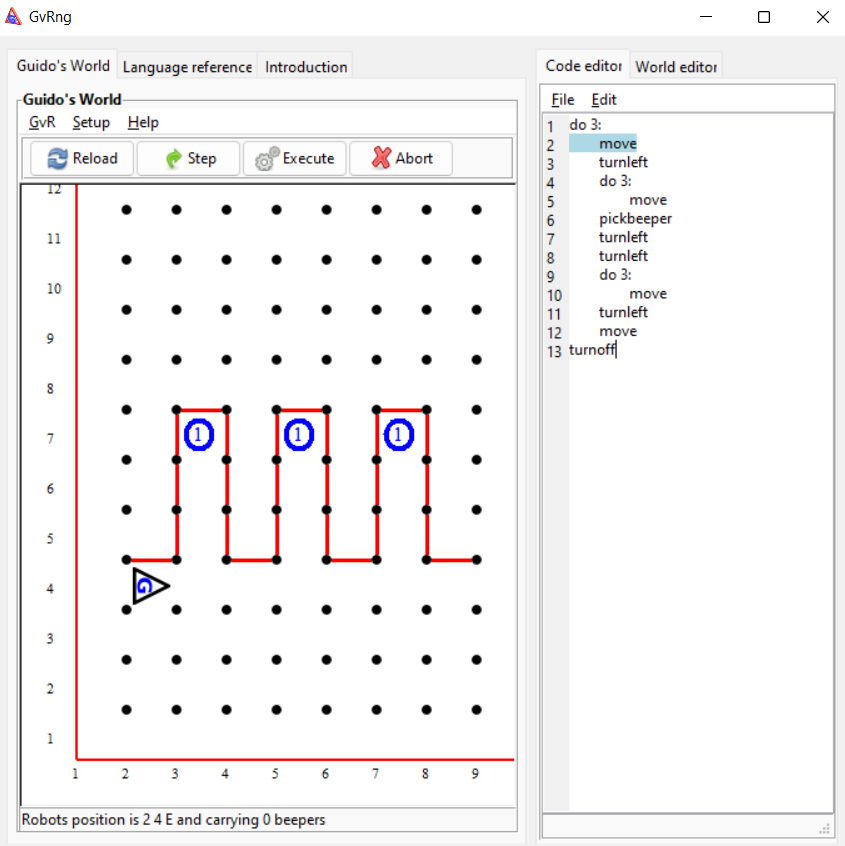 GvRng
Guido's World Language reference Introduction
Guido's World
GvR Setup Help
Reload Step Execute Abort
12
11
10
9
8
7
6
5
4
3
2
1
1 1 1
G
1 2 3 4 5 6 7 8 9
Robots position is 2 4 E and carrying 0 beepers
Code editor World editor
File Edit
1 do 3:
2 move
3 turnleft
4 do 3:
5 move
6 pickbeeper
7 turnleft
8 turnleft
9 do 3:
10 move
11 turnleft
12 move
13 turnoff